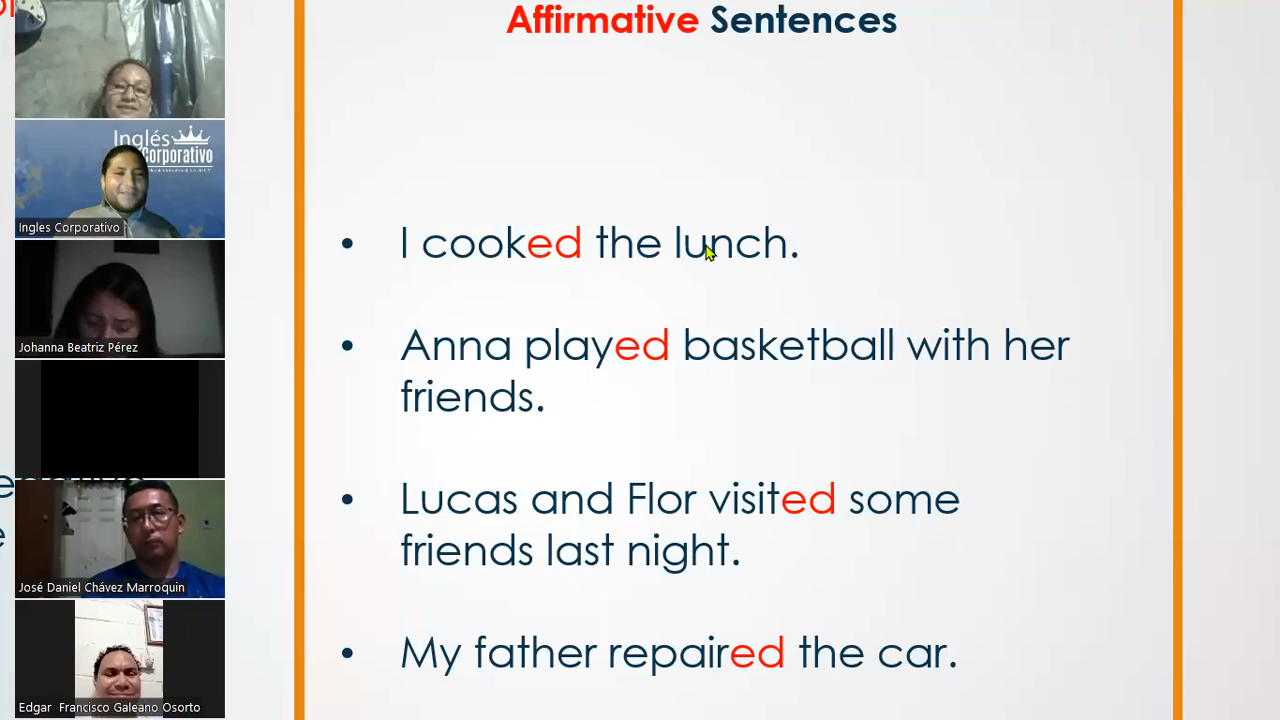 Affirmative Sentences
Inglés
Corporativo
Ingles Corporativo
Johanna Beatriz Pérez
José Daniel Chávez Marroquin
Edgar Francisco Galeano Osorto
• I cooked the lunch.
• Anna played basketball with her
friends.
• Lucas and Flor visited some
friends last night.
• My father repaired the car.